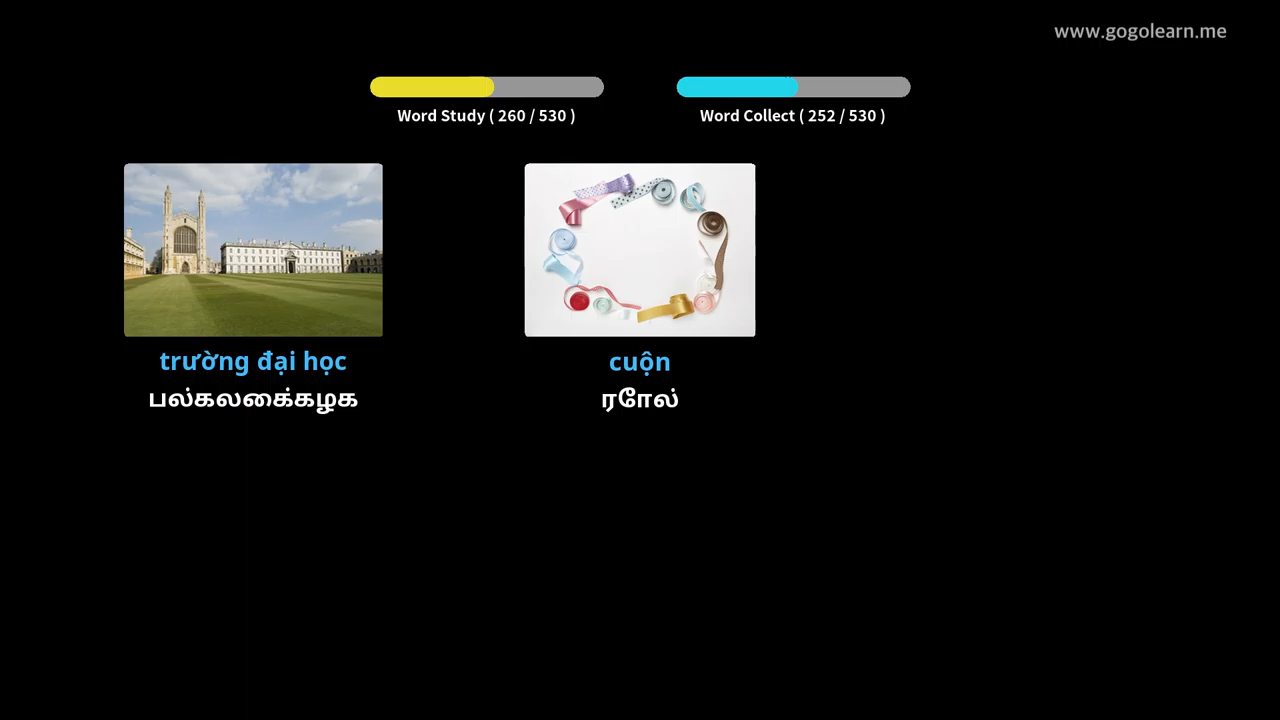 www.gogolearn.me
Word Study ( 260 / 530 )
Word Collect ( 252 / 530 )
trường đại học
பல்கலைக்கழக
cuộn
ரோல்